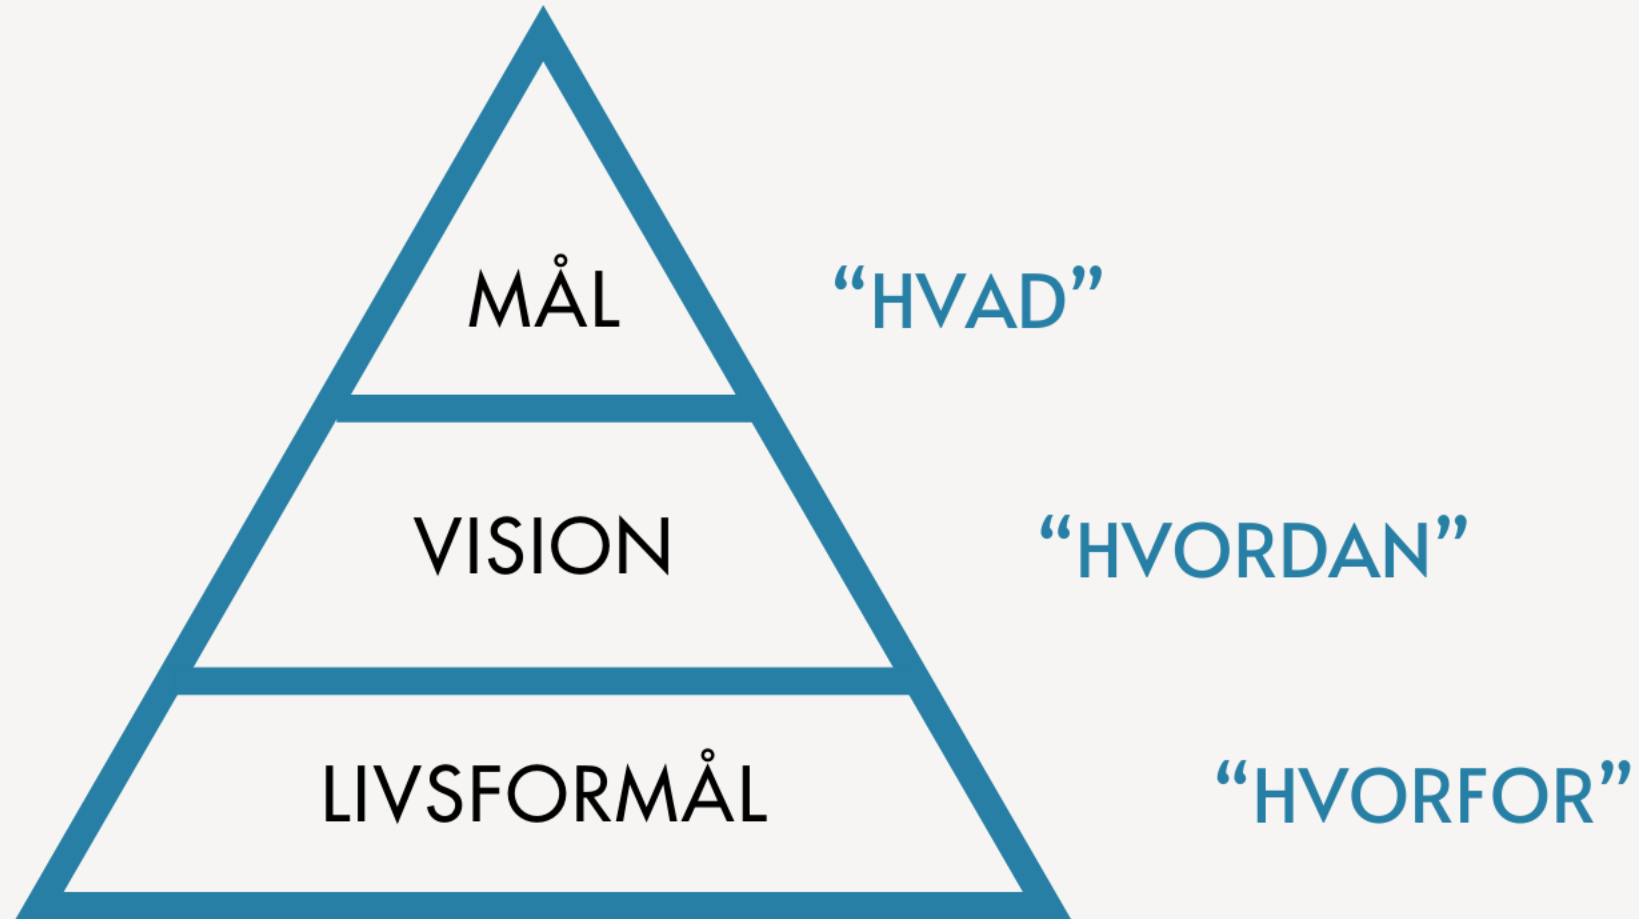 MÅL “HVAD”
VISION “HVORDAN”
LIVSFORMÅL “HVORFOR”